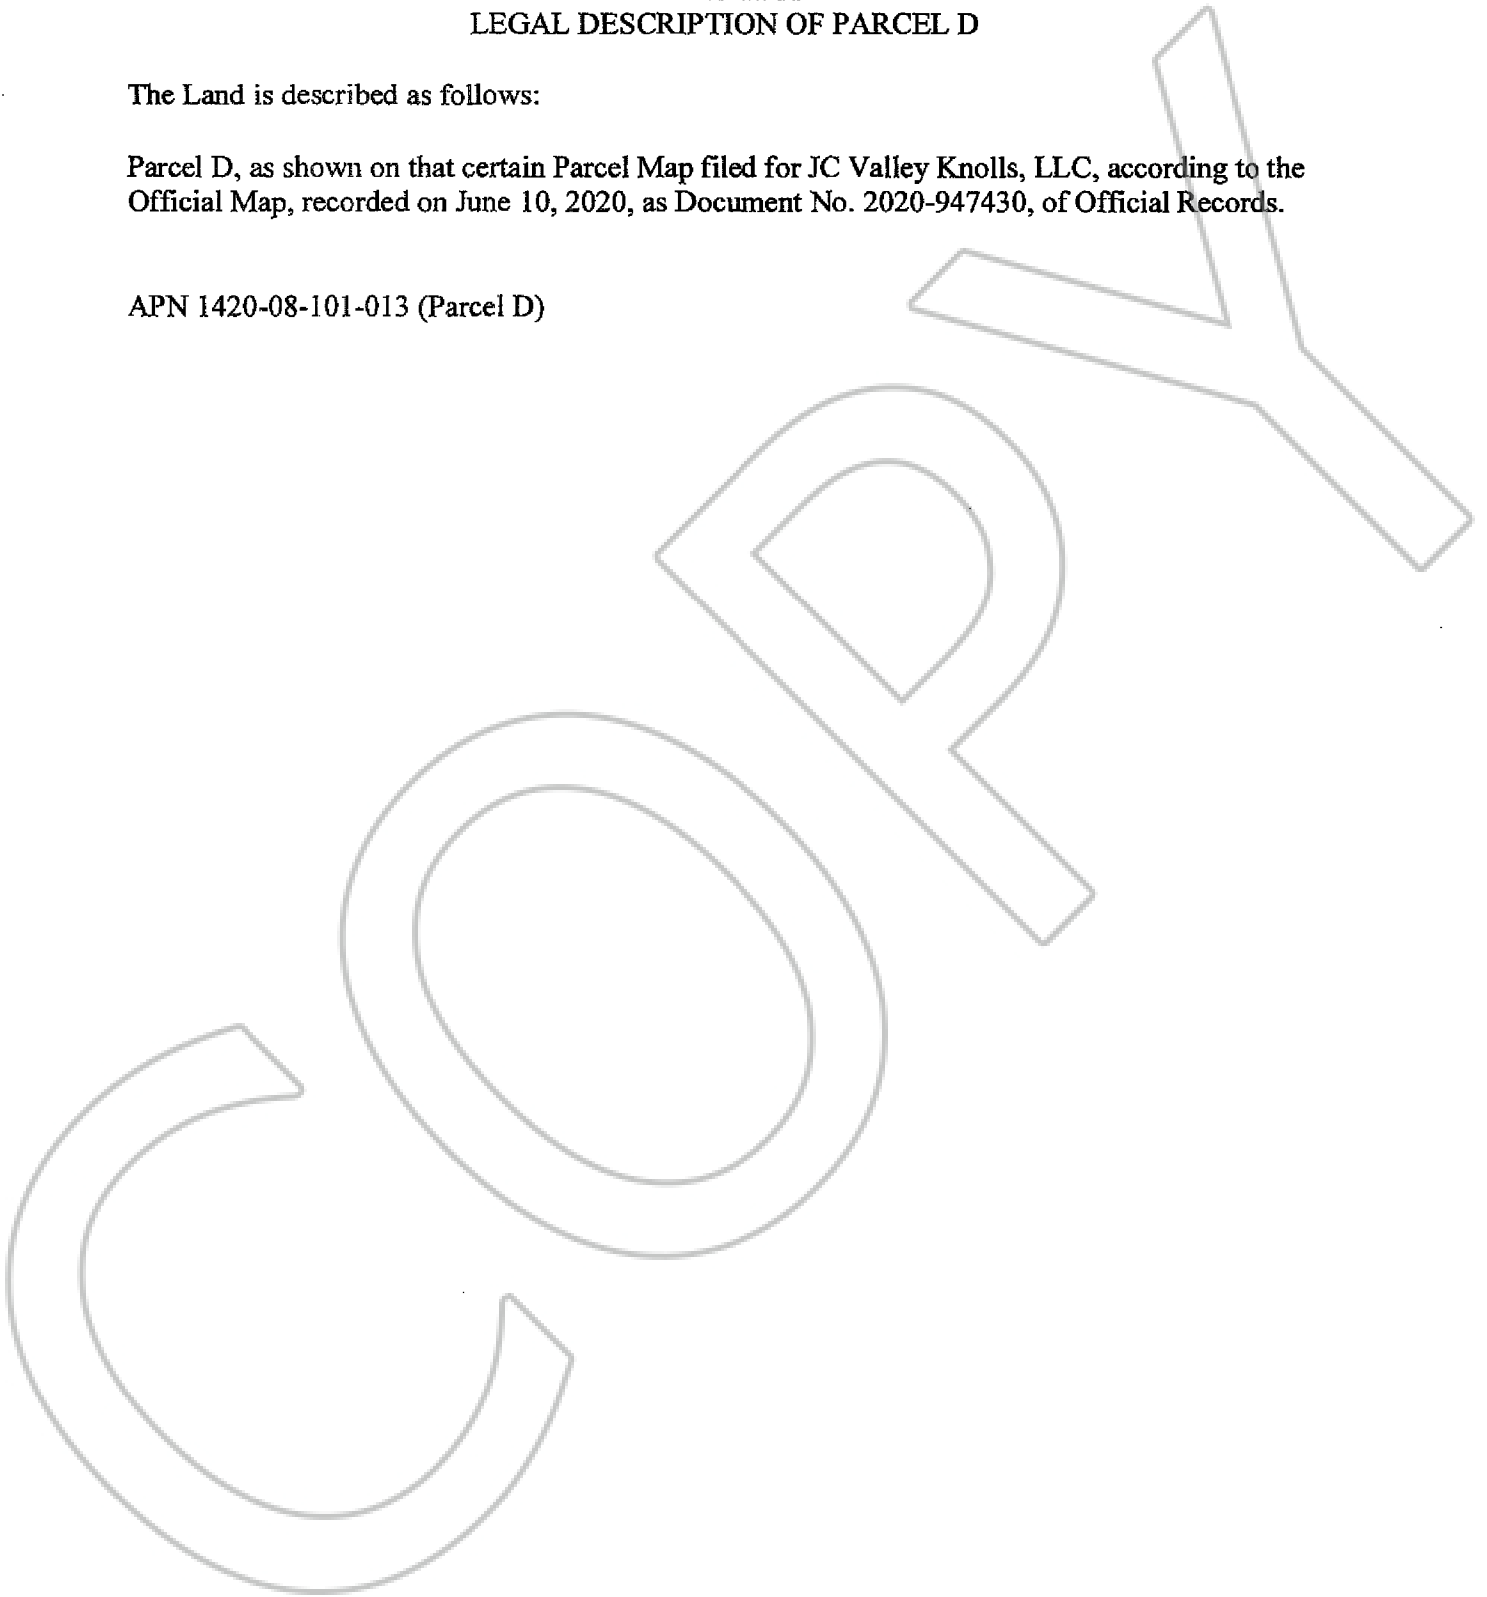 LEGAL DESCRIPTION OF PARCEL D
The Land is described as follows:
Parcel D, as shown on that certain Parcel Map filed for JC Valley Knolls, LLC, according to the
Official Map, recorded on June 10, 2020, as Document No. 2020-947430, of Official Records.
APN 1420-08-101-013 (Parcel D)
COPY